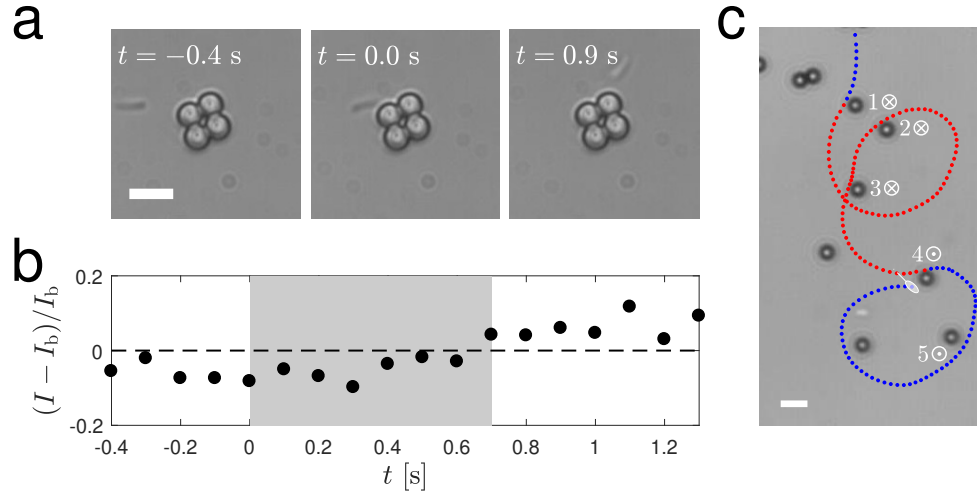 a
t = −0.4 s
t = 0.0 s
t = 0.9 s
b
(I − I_b)/I_b
0.2
0
-0.2
-0.4 -0.2 0 0.2 0.4 0.6 0.8 1 1.2
t [s]
c
1⊗
2⊗
3⊗
4⊙
5⊙